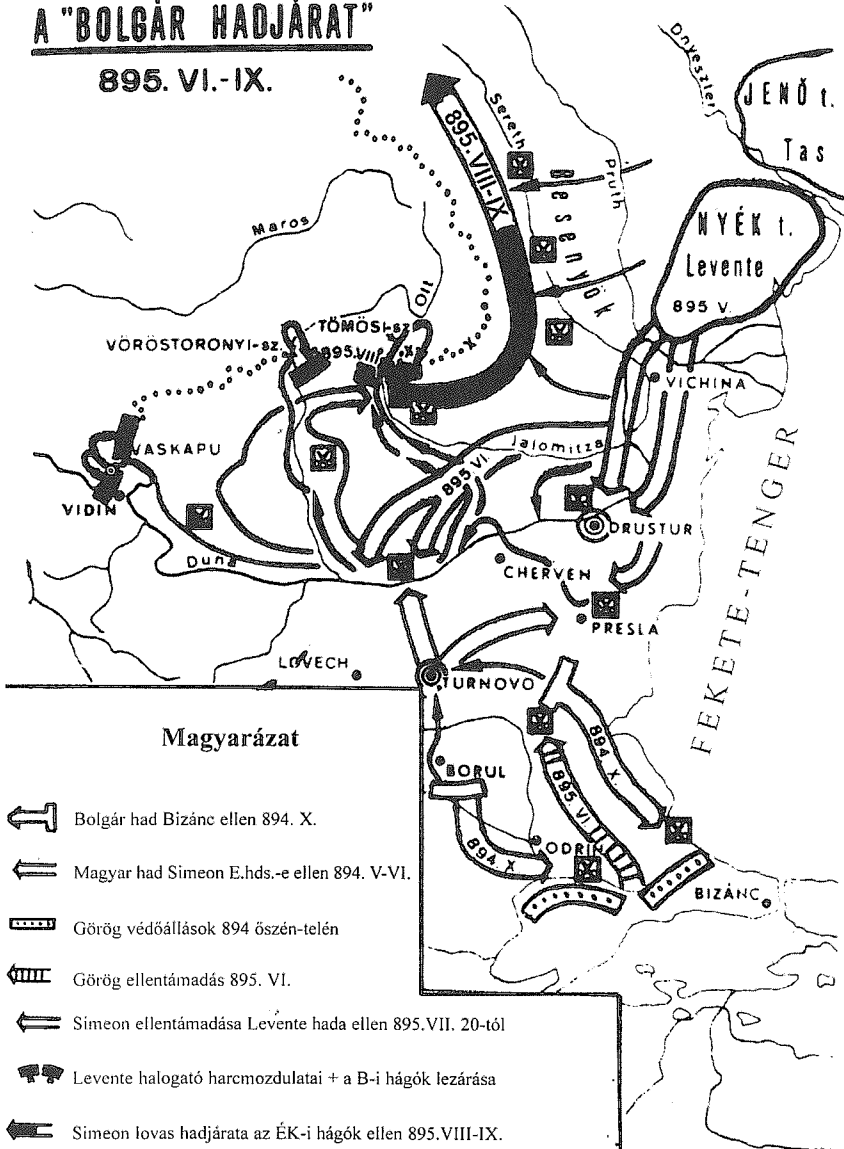 A "BOLGÁR HADJÁRAT"
895. VI.-IX.
Dnyeszter
JENŐ t.
Tas
Sereth
Pruth
Besenyők
895. VIII-IX
NYÉK t.
Levente
895 V.
Maros
Olt
TÖMÖSI-sz.
VÖRÖSTORONYI-sz.
895. VIII
VICHINA
VASKAPU
Jalomitza
895 VI.
VIDIN
DRUSTUR
Duna
CHERVEN
PRESLA
FEKETE-TENGER
LOVECH
TURNOVO
BORUL
894 X.
895 VI
894 X
ODRIN
BIZÁNC
Magyarázat
Bolgár had Bizánc ellen 894. X.
Magyar had Simeon E.hds.-e ellen 894. V-VI.
Görög védőállások 894 őszén-telén
Görög ellentámadás 895. VI.
Simeon ellentámadása Levente hada ellen 895.VII. 20-tól
Levente halogató harcmozdulatai + a B-i hágók lezárása
Simeon lovas hadjárata az ÉK-i hágók ellen 895.VIII-IX.